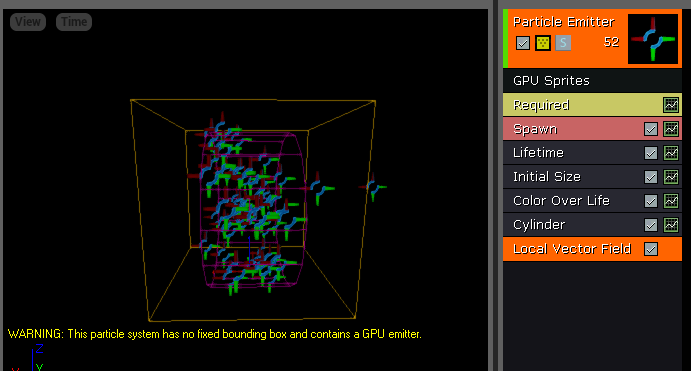 View Time
WARNING: This particle system has no fixed bounding box and contains a GPU emitter.
Y
Particle Emitter
S 52
GPU Sprites
Required
Spawn
Lifetime
Initial Size
Color Over Life
Cylinder
Local Vector Field